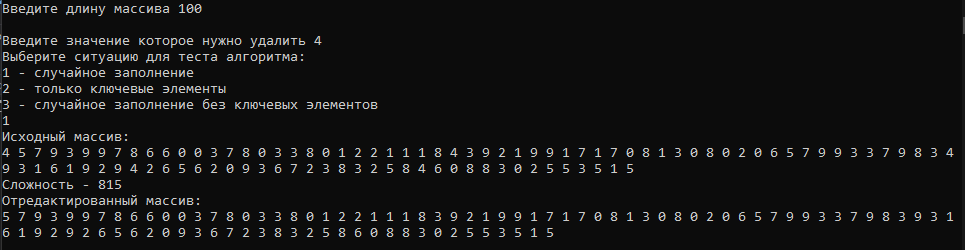 Введите длину массива 100
Введите значение которое нужно удалить 4
Выберите ситуацию для теста алгоритма:
1 - случайное заполнение
2 - только ключевые элементы
3 - случайное заполнение без ключевых элементов
1
Исходный массив:
4 5 7 9 3 9 9 7 8 6 6 0 0 3 7 8 0 3 3 8 0 1 2 2 1 1 1 8 4 3 9 2 1 9 9 1 7 1 7 0 8 1 3 0 8 0 2 0 6 5 7 9 9 3 3 7 9 8 3 4
9 3 1 6 1 9 2 9 4 2 6 5 6 2 0 9 3 6 7 2 3 8 3 2 5 8 4 6 0 8 8 3 0 2 5 5 3 5 1 5
Сложность - 815
Отредактированный массив:
5 7 9 3 9 9 7 8 6 6 0 0 3 7 8 0 3 3 8 0 1 2 2 1 1 1 8 3 9 2 1 9 9 1 7 1 7 0 8 1 3 0 8 0 2 0 6 5 7 9 9 3 3 7 9 8 3 9 3 1
6 1 9 2 9 2 6 5 6 2 0 9 3 6 7 2 3 8 3 2 5 8 6 0 8 8 3 0 2 5 5 3 5 1 5